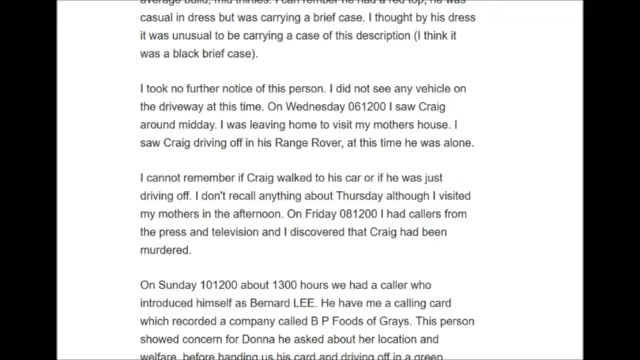 average build, mid thirties. I can rember he had a red top, he was
casual in dress but was carrying a brief case. I thought by his dress
it was unusual to be carrying a case of this description (I think it
was a black brief case).
I took no further notice of this person. I did not see any vehicle on
the driveway at this time. On Wednesday 061200 I saw Craig
around midday. I was leaving home to visit my mothers house. I
saw Craig driving off in his Range Rover, at this time he was alone.
I cannot remember if Craig walked to his car or if he was just
driving off. I don't recall anything about Thursday although I visited
my mothers in the afternoon. On Friday 081200 I had callers from
the press and television and I discovered that Craig had been
murdered.
On Sunday 101200 about 1300 hours we had a caller who
introduced himself as Bernard LEE. He have me a calling card
which recorded a company called B P Foods of Grays. This person
showed concern for Donna he asked about her location and
welfare, before handing us his card and driving off in a green